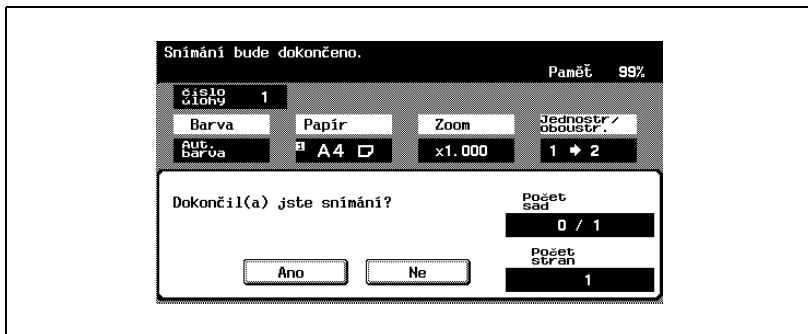 Snímání bude dokončeno.
Paměť 99%
číslo
úlohy 1
Barva Papír Zoom Jednostr/
oboustr.
Aut.
barva
1 A4 x1.000 1 ➔ 2
Dokončil(a) jste snímání?
Počet
sad
0 / 1
Počet
stran
1
Ano Ne